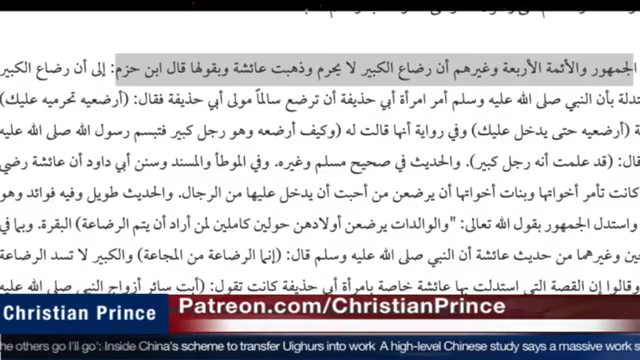 الجمهور والأئمة الأربعة وغيرهم أن رضاع الكبير لا يحرم وذهبت عائشة وبقولها قال ابن حزم: إلى أن رضاع الكبير
تدلة بأن النبي صلى الله عليه وسلم أمر امرأة أبي حذيفة أن ترضع سالماً مولى أبي حذيفة فقال: (أرضعيه تحرميه عليك)
ة (أرضعيه حتى يدخل عليك) وفي رواية أنها قالت له (وكيف أرضعه وهو رجل كبير فتبسم رسول الله صلى الله عليه
قال: (قد علمت أنه رجل كبير). والحديث في صحيح مسلم وغيره. وفي الموطأ والمسند وسنن أبي داود أن عائشة رضي
كانت تأمر أخواتها وبنات أخواتها أن يرضعن من أحبت أن يدخل عليها من الرجال. والحديث طويل وفيه فوائد وهو
واستدل الجمهور بقول الله تعالى: "والوالدات يرضعن أولادهن حولين كاملين لمن أراد أن يتم الرضاعة) البقرة. وبما في
حين وغيرهما من حديث عائشة أن النبي صلى الله عليه وسلم قال: (إنما الرضاعة من المجاعة) والكبير لا تسد الرضاعة
وقالوا إن القصة التي استدلت بها عائشة خاصة بامرأة أبي حذيفة كانت تقول: (أبت سائر أزواج النبي صلى الله عليه
Christian Prince Patreon.com/ChristianPrince
he others go I'll go': Inside China's scheme to transfer Uighurs into work A high-level Chinese study says a massive work s